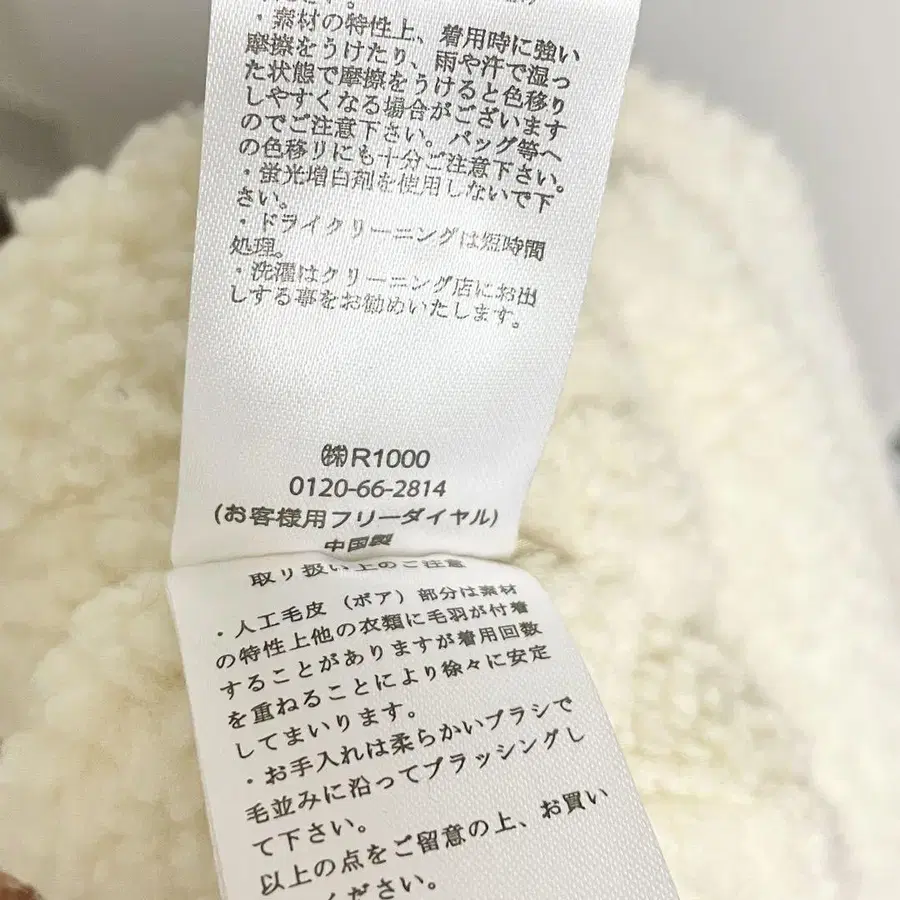 ・素材の特性上、着用時に強い
摩擦をうけたり、雨や汗で湿っ
た状態で摩擦をうけると色移り
しやすくなる場合がございます
のでご注意下さい。バッグ等へ
の色移りにも十分ご注意下さい。
・蛍光増白剤を使用しないで下
さい。
・ドライクリーニングは短時間
処理。
・洗濯はクリーニング店にお出
しする事をお勧めいたします。
㈱R1000
0120-66-2814
(お客様用フリーダイヤル)
中国製
取り扱い上のご注意
・人工毛皮（ボア）部分は素材
の特性上他の衣類に毛羽が付着
することがありますが着用回数
を重ねることにより徐々に安定
してまいります。
・お手入れは柔らかいブラシで
毛並みに沿ってブラッシングし
て下さい。
以上の点をご留意の上、お買い
ください。